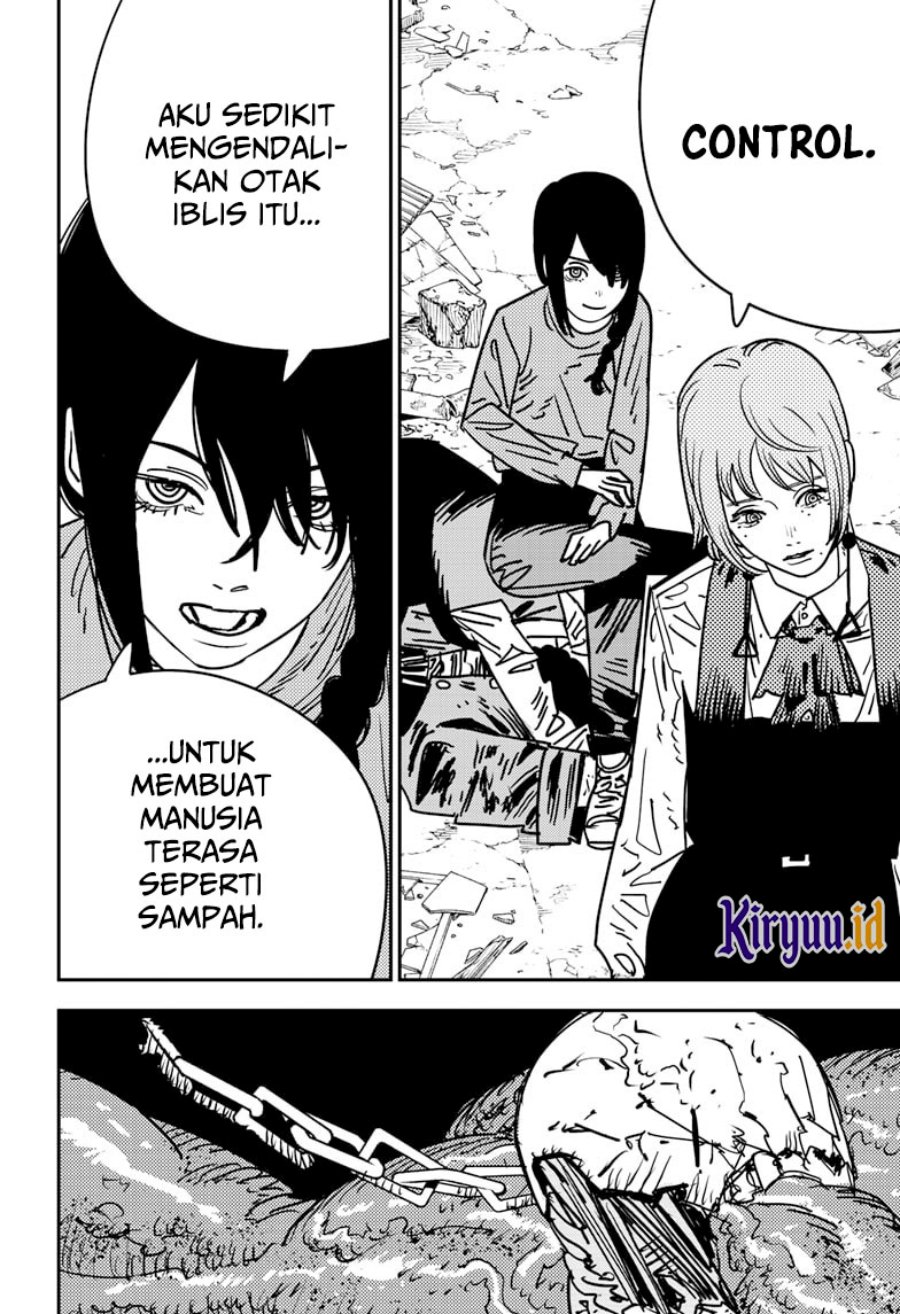 CONTROL.
AKU SEDIKIT
MENGENDALI-
KAN OTAK
IBLIS ITU...
...UNTUK
MEMBUAT
MANUSIA
TERASA
SEPERTI
SAMPAH.
Kiryuu.id